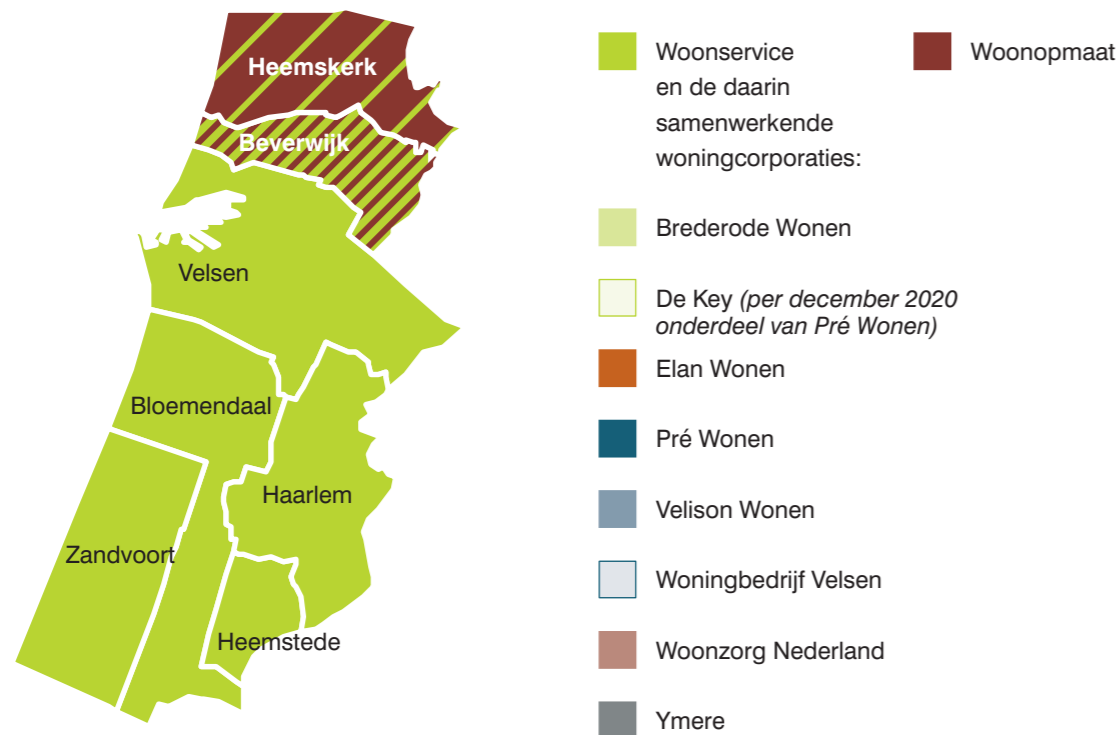 Heemskerk
Beverwijk
Velsen
Bloemendaal
Haarlem
Zandvoort
Heemstede
Woonservice
en de daarin
samenwerkende
woningcorporaties:
Brederode Wonen
De Key (per december 2020
onderdeel van Pré Wonen)
Elan Wonen
Pré Wonen
Velison Wonen
Woningbedrijf Velsen
Woonzorg Nederland
Ymere
Woonopmaat